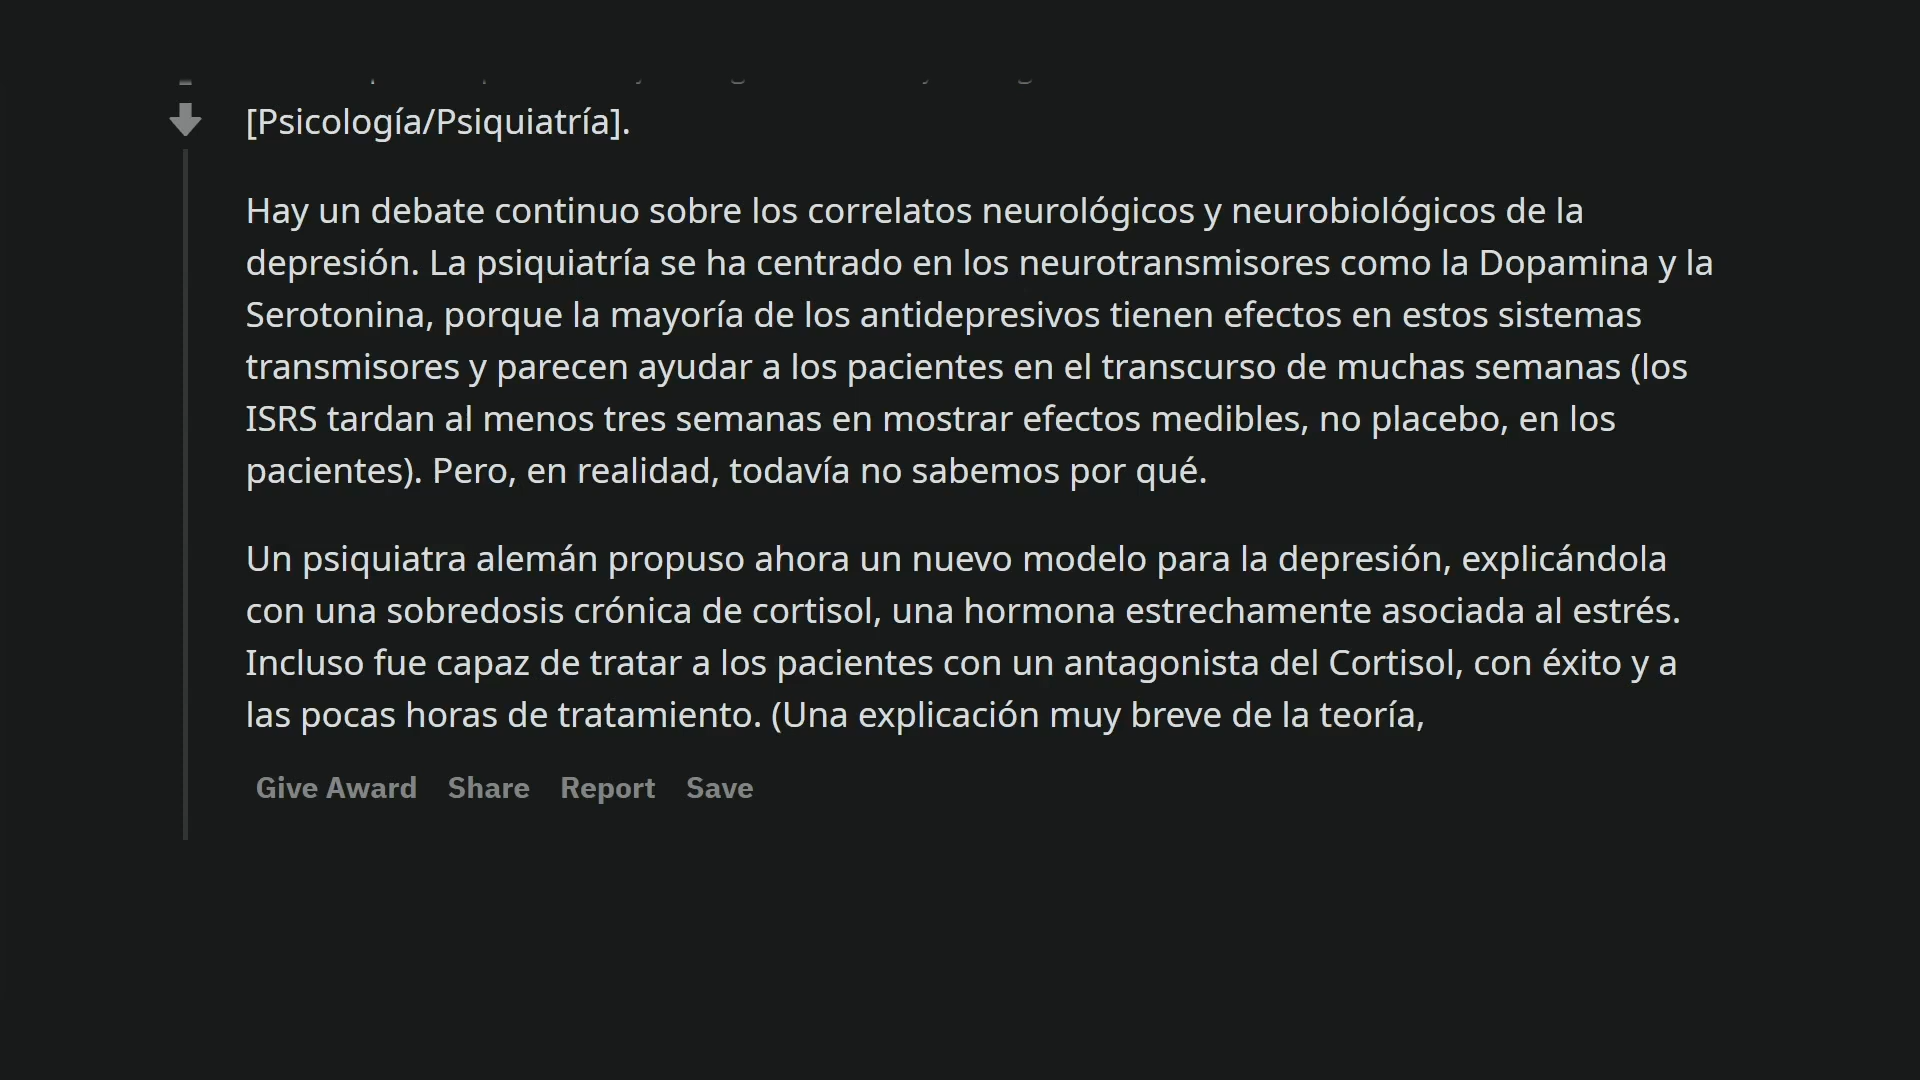 [Psicología/Psiquiatría].
Hay un debate continuo sobre los correlatos neurológicos y neurobiológicos de la
depresión. La psiquiatría se ha centrado en los neurotransmisores como la Dopamina y la
Serotonina, porque la mayoría de los antidepresivos tienen efectos en estos sistemas
transmisores y parecen ayudar a los pacientes en el transcurso de muchas semanas (los
ISRS tardan al menos tres semanas en mostrar efectos medibles, no placebo, en los
pacientes). Pero, en realidad, todavía no sabemos por qué.
Un psiquiatra alemán propuso ahora un nuevo modelo para la depresión, explicándola
con una sobredosis crónica de cortisol, una hormona estrechamente asociada al estrés.
Incluso fue capaz de tratar a los pacientes con un antagonista del Cortisol, con éxito y a
las pocas horas de tratamiento. (Una explicación muy breve de la teoría,
Give Award Share Report Save